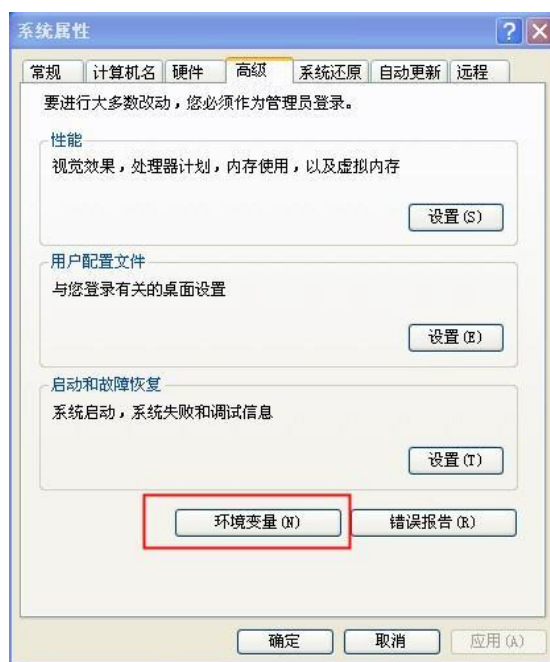 系统属性
常规 计算机名 硬件 高级 系统还原 自动更新 远程
要进行大多数改动，您必须作为管理员登录。
性能
视觉效果，处理器计划，内存使用，以及虚拟内存
设置(S)
用户配置文件
与您登录有关的桌面设置
设置(E)
启动和故障恢复
系统启动，系统失败和调试信息
设置(T)
环境变量(N) 错误报告(R)
确定 取消 应用(A)